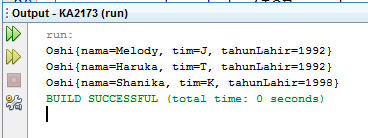 Output - KA2173 (run)
run:
Oshi{nama=Melody, tim=J, tahunLahir=1992}
Oshi{nama=Haruka, tim=T, tahunLahir=1992}
Oshi{nama=Shanika, tim=K, tahunLahir=1998}
BUILD SUCCESSFUL (total time: 0 seconds)